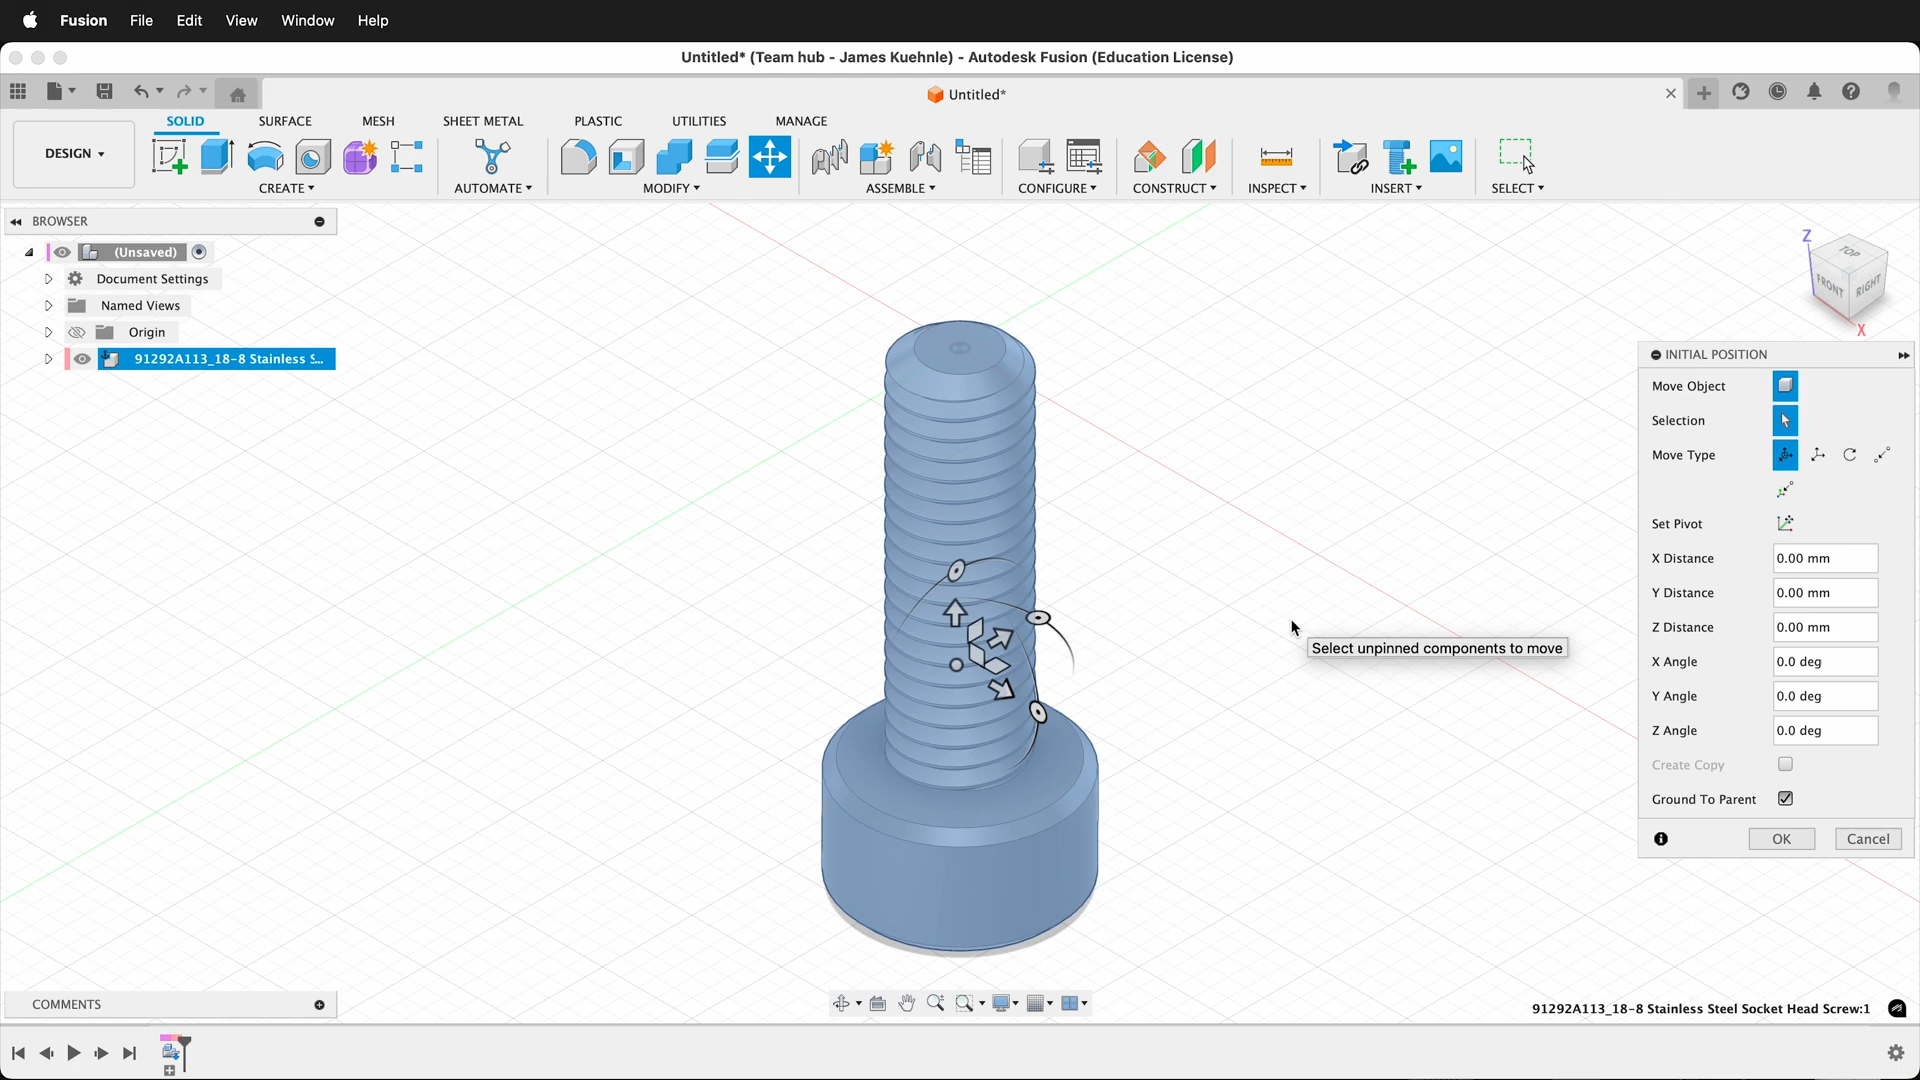 Fusion File Edit View Window Help
Untitled* (Team hub - James Kuehnle) - Autodesk Fusion (Education License)
Untitled*
DESIGN
SOLID SURFACE MESH SHEET METAL PLASTIC UTILITIES MANAGE
CREATE AUTOMATE MODIFY ASSEMBLE CONFIGURE CONSTRUCT INSPECT INSERT SELECT
BROWSER
(Unsaved)
Document Settings
Named Views
Origin
91292A113_18-8 Stainless S...
Z
TOP
FRONT
RIGHT
X
INITIAL POSITION
Move Object
Selection
Move Type
Set Pivot
X Distance 0.00 mm
Y Distance 0.00 mm
Z Distance 0.00 mm
X Angle 0.0 deg
Y Angle 0.0 deg
Z Angle 0.0 deg
Create Copy
Ground To Parent
OK Cancel
Select unpinned components to move
COMMENTS
91292A113_18-8 Stainless Steel Socket Head Screw:1